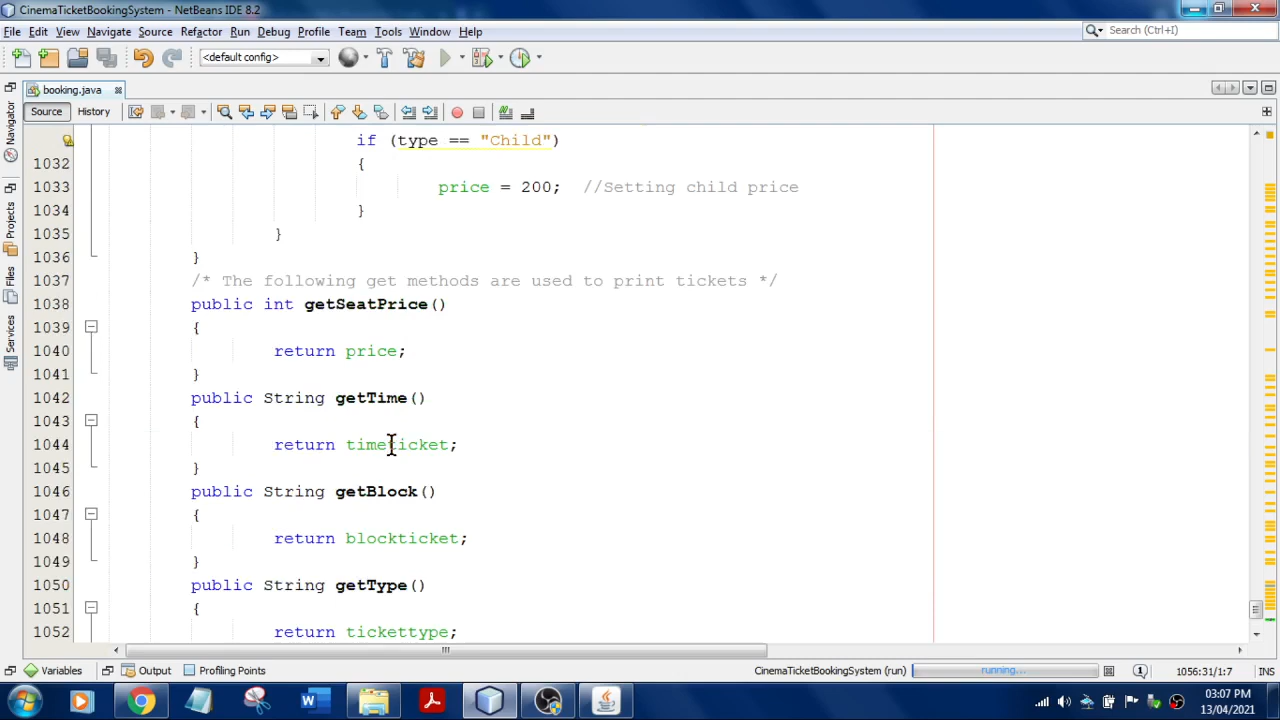 CinemaTicketBookingSystem - NetBeans IDE 8.2
File Edit View Navigate Source Refactor Run Debug Profile Team Tools Window Help
Search (Ctrl+I)
<default config>
booking.java
Source History
Navigator
Projects
Files
Services
if (type == "Child")
1032 {
1033 price = 200; //Setting child price
1034 }
1035 }
1036 }
1037 /* The following get methods are used to print tickets */
1038 public int getSeatPrice()
1039 {
1040 return price;
1041 }
1042 public String getTime()
1043 {
1044 return timeticket;
1045 }
1046 public String getBlock()
1047 {
1048 return blockticket;
1049 }
1050 public String getType()
1051 {
1052 return tickettype;
Variables Output Profiling Points CinemaTicketBookingSystem (run) running... 1056:31/1:7 INS
03:07 PM
13/04/2021